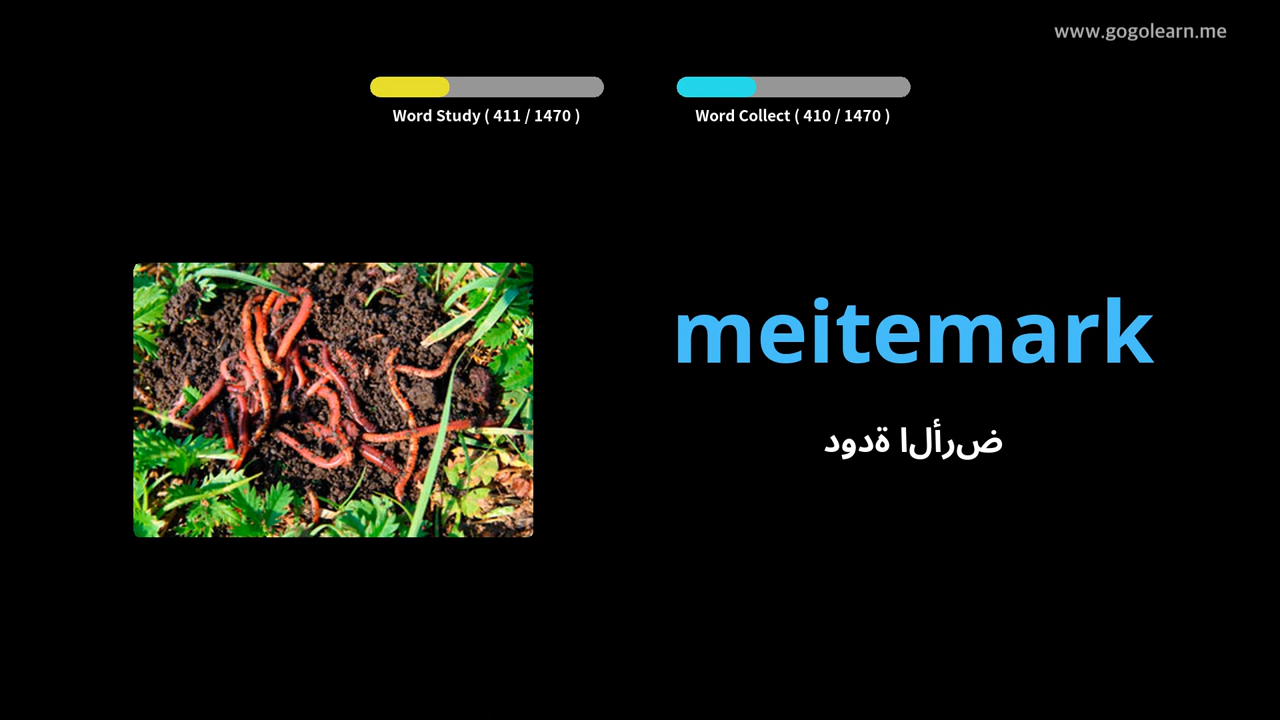 www.gogolearn.me
Word Study ( 411 / 1470 )
Word Collect ( 410 / 1470 )
meitemark
دودة الأرض